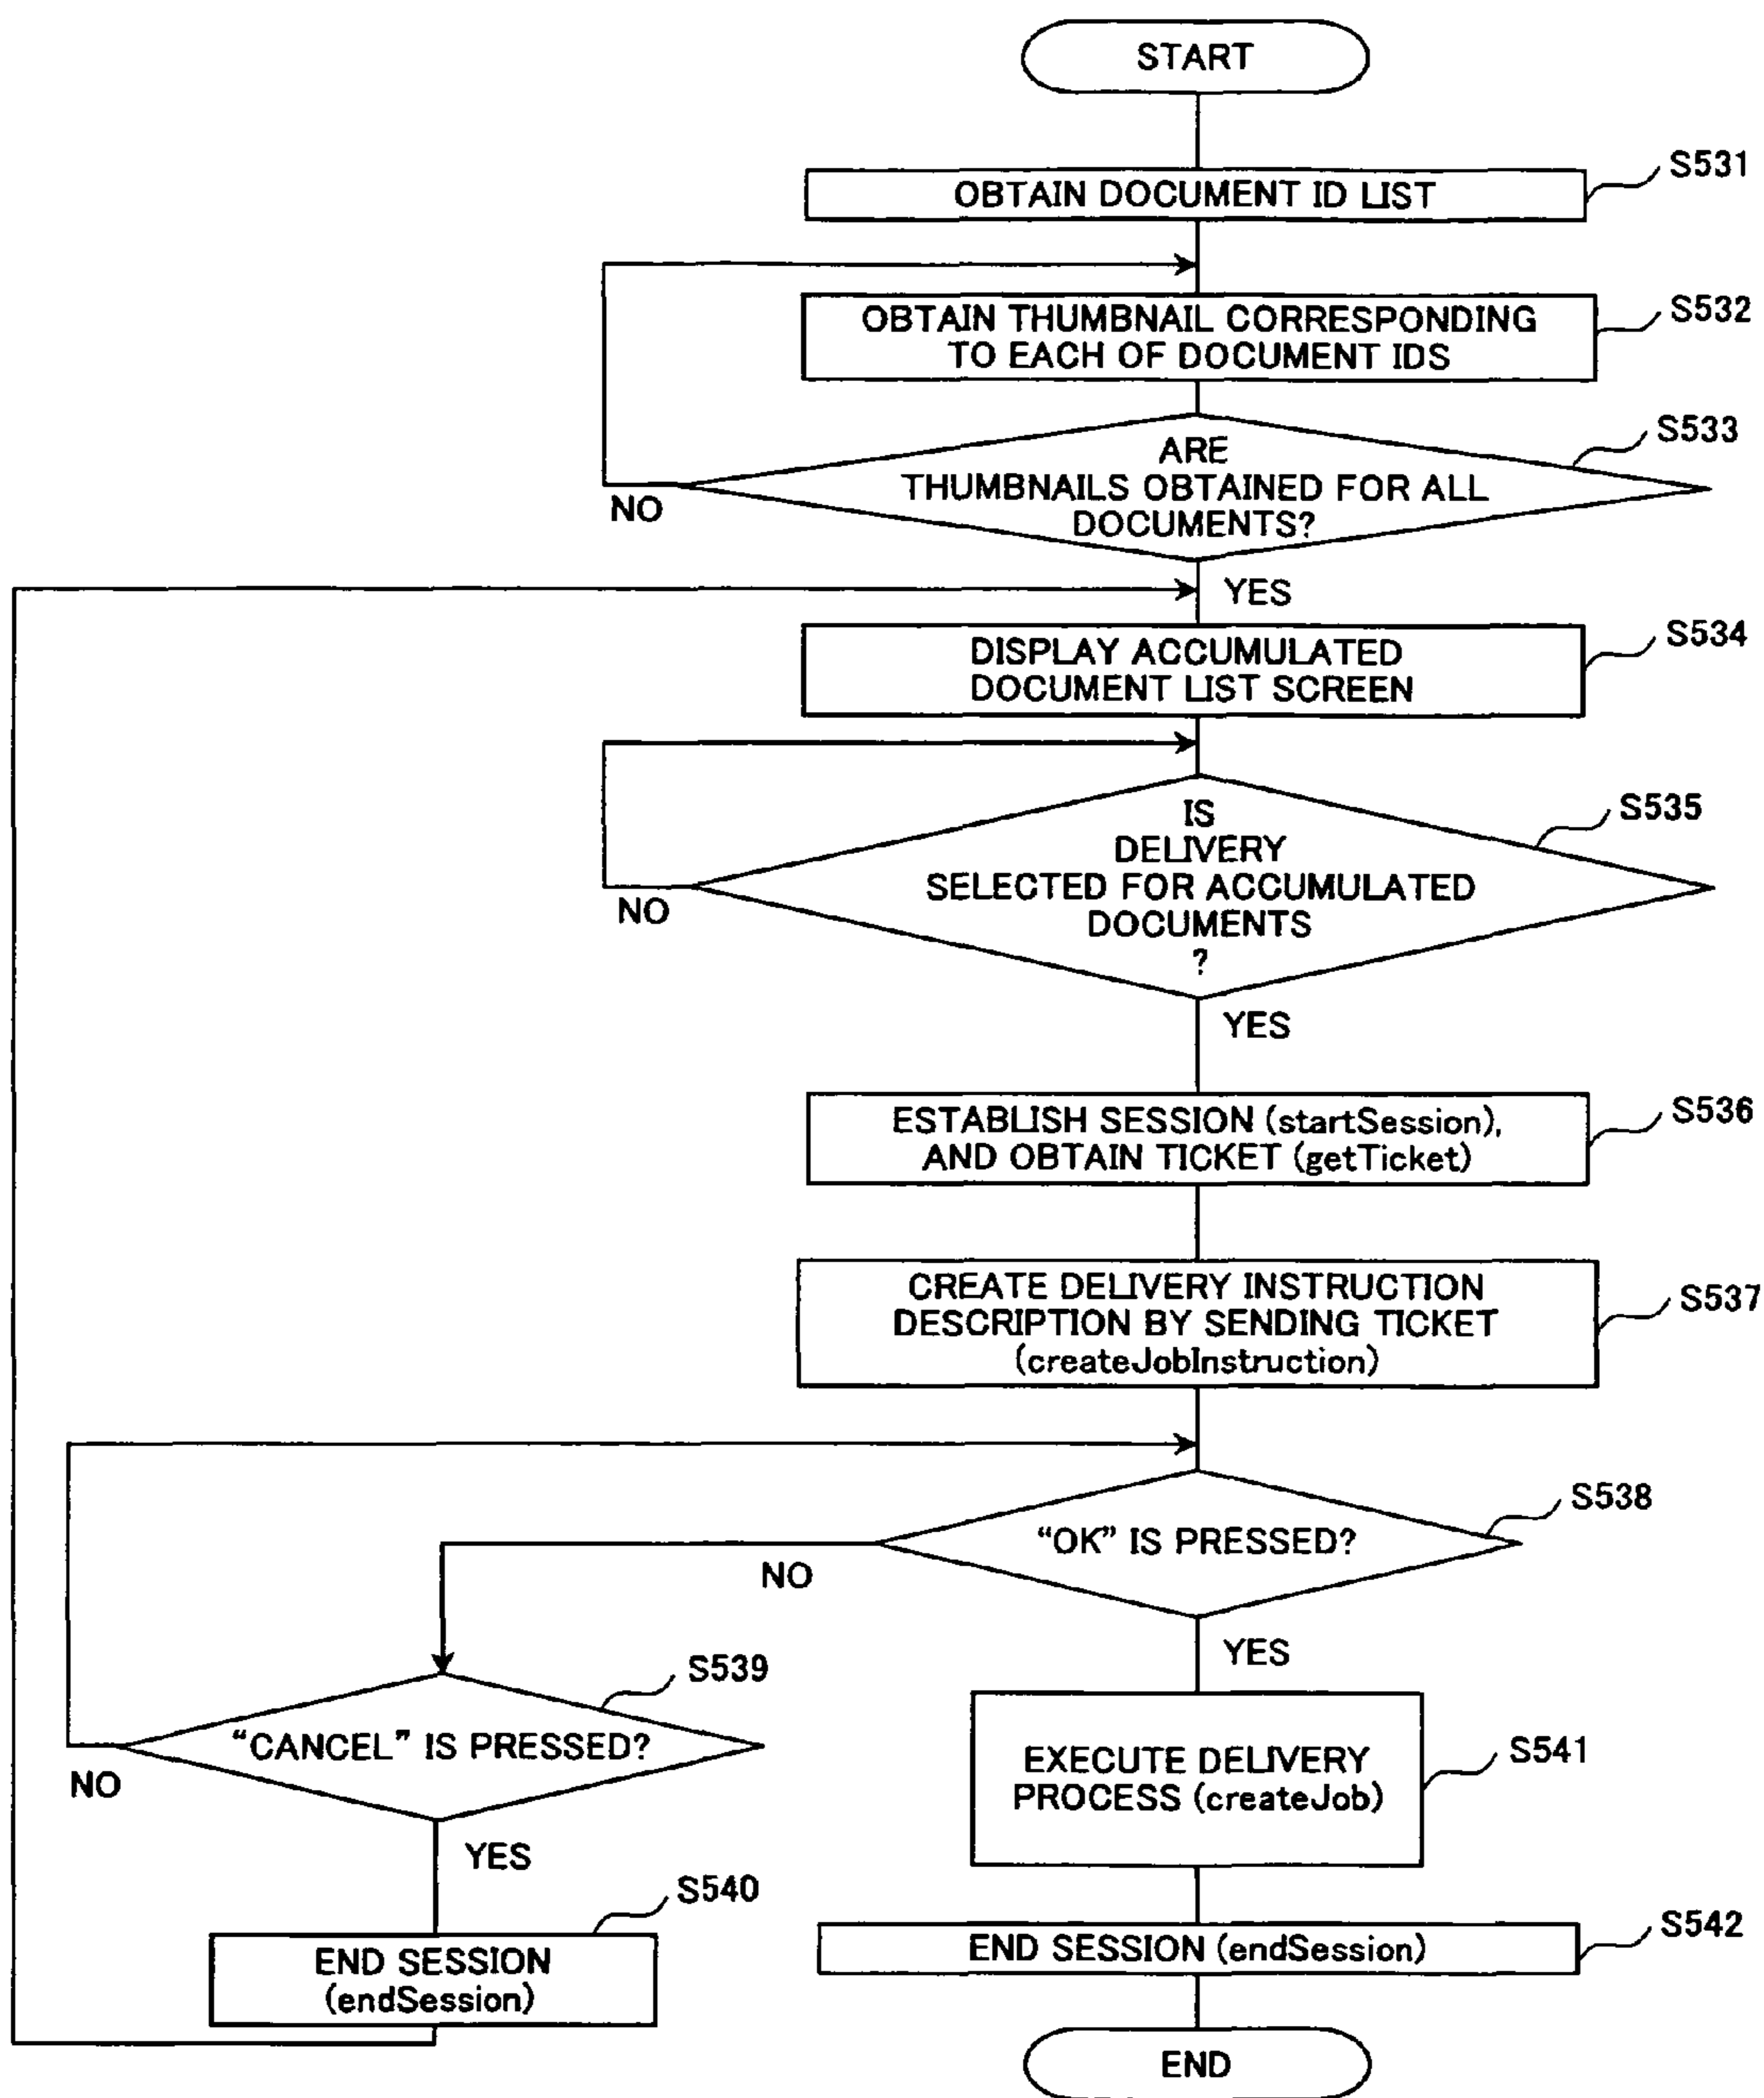 START
S531
OBTAIN DOCUMENT ID LIST
S532
OBTAIN THUMBNAIL CORRESPONDING
TO EACH OF DOCUMENT IDS
S533
ARE
THUMBNAILS OBTAINED FOR ALL
DOCUMENTS?
NO
YES
S534
DISPLAY ACCUMULATED
DOCUMENT LIST SCREEN
S535
IS
DELIVERY
SELECTED FOR ACCUMULATED
DOCUMENTS
?
NO
YES
S536
ESTABLISH SESSION (startSession),
AND OBTAIN TICKET (getTicket)
S537
CREATE DELIVERY INSTRUCTION
DESCRIPTION BY SENDING TICKET
(createJobInstruction)
S538
“OK” IS PRESSED?
NO
YES
S539
“CANCEL” IS PRESSED?
NO
YES
S541
EXECUTE DELIVERY
PROCESS (createJob)
S540
END SESSION
(endSession)
S542
END SESSION (endSession)
END